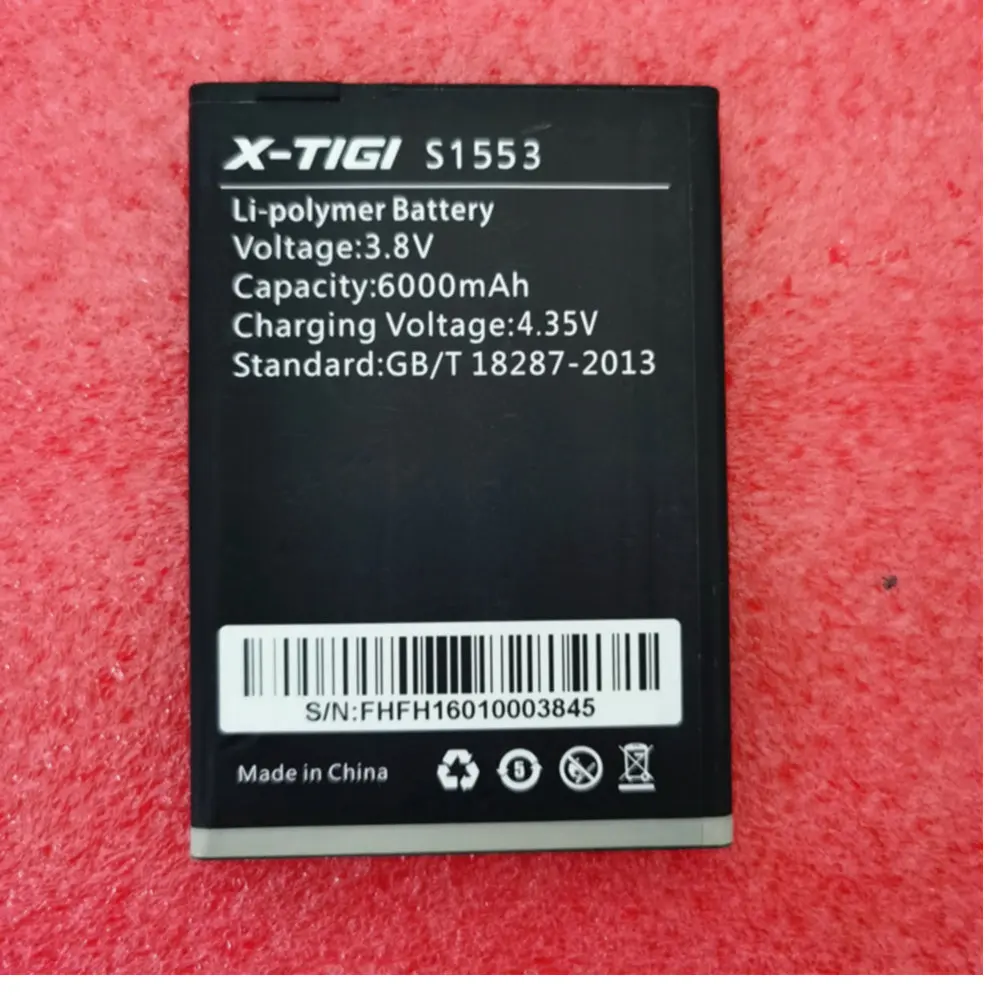 X-TIGI S1553
Li-polymer Battery
Voltage:3.8V
Capacity:6000mAh
Charging Voltage:4.35V
Standard:GB/T 18287-2013
S/N:FHFH16010003845
Made in China 5